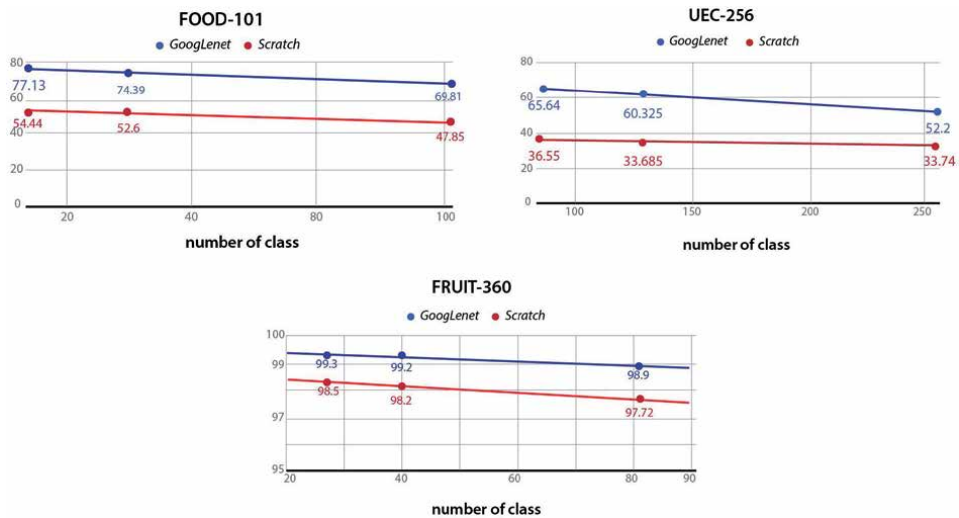 FOOD-101
GoogLenet Scratch
80
77.13 74.39 69.81
60
54.44 52.6 47.85
40
20
0
20 40 80 100
number of class
UEC-256
GoogLenet Scratch
80
65.64 60.325 52.2
60
40
36.55 33.685 33.74
20
0
100 150 200 250
number of class
FRUIT-360
GoogLenet Scratch
100
99.3 99.2 98.9
99
98.5 98.2 97.72
97
95
20 40 60 80 90
number of class